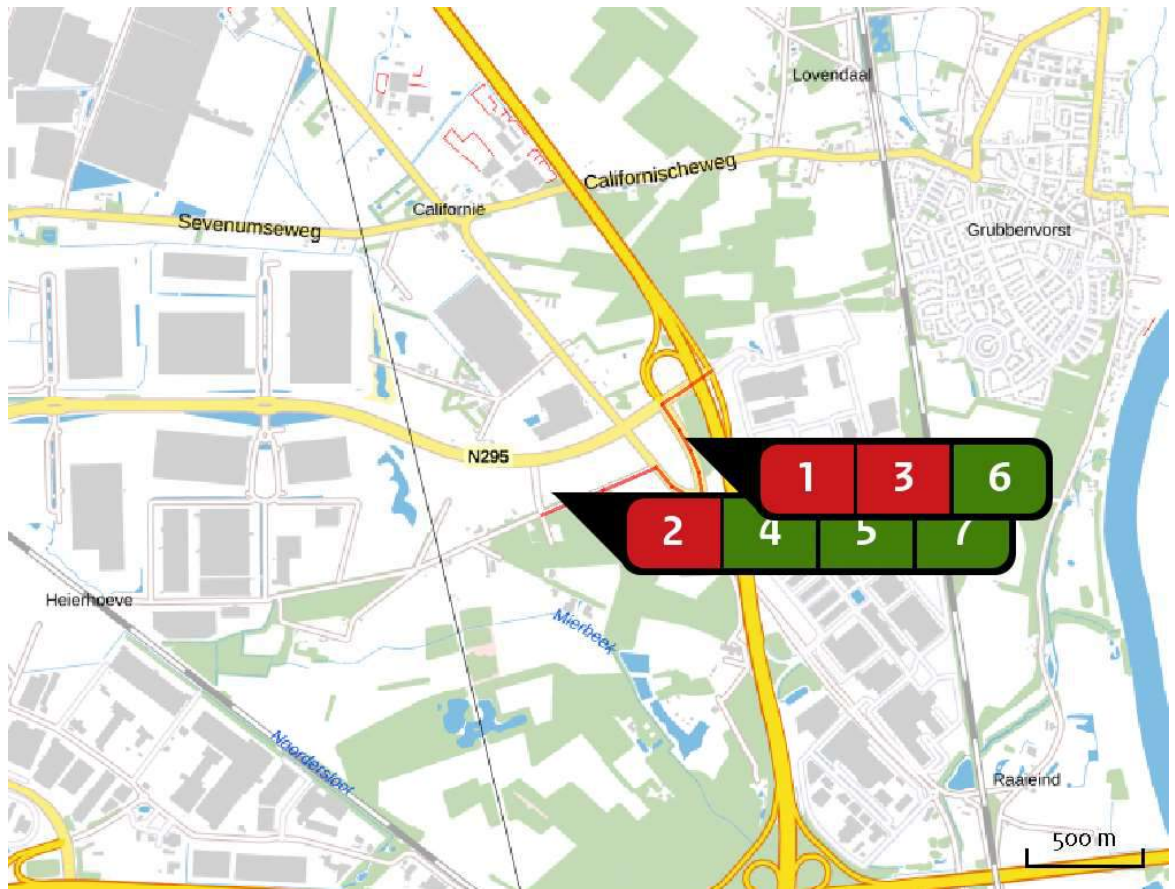 Lovendaal
Californischeweg
Californië
Sevenumseweg
Grubbenvorst
N295
1 3 6
2 4 5 7
Heierhoeve
Mierbeek
Noordersloot
Raaieind
500 m